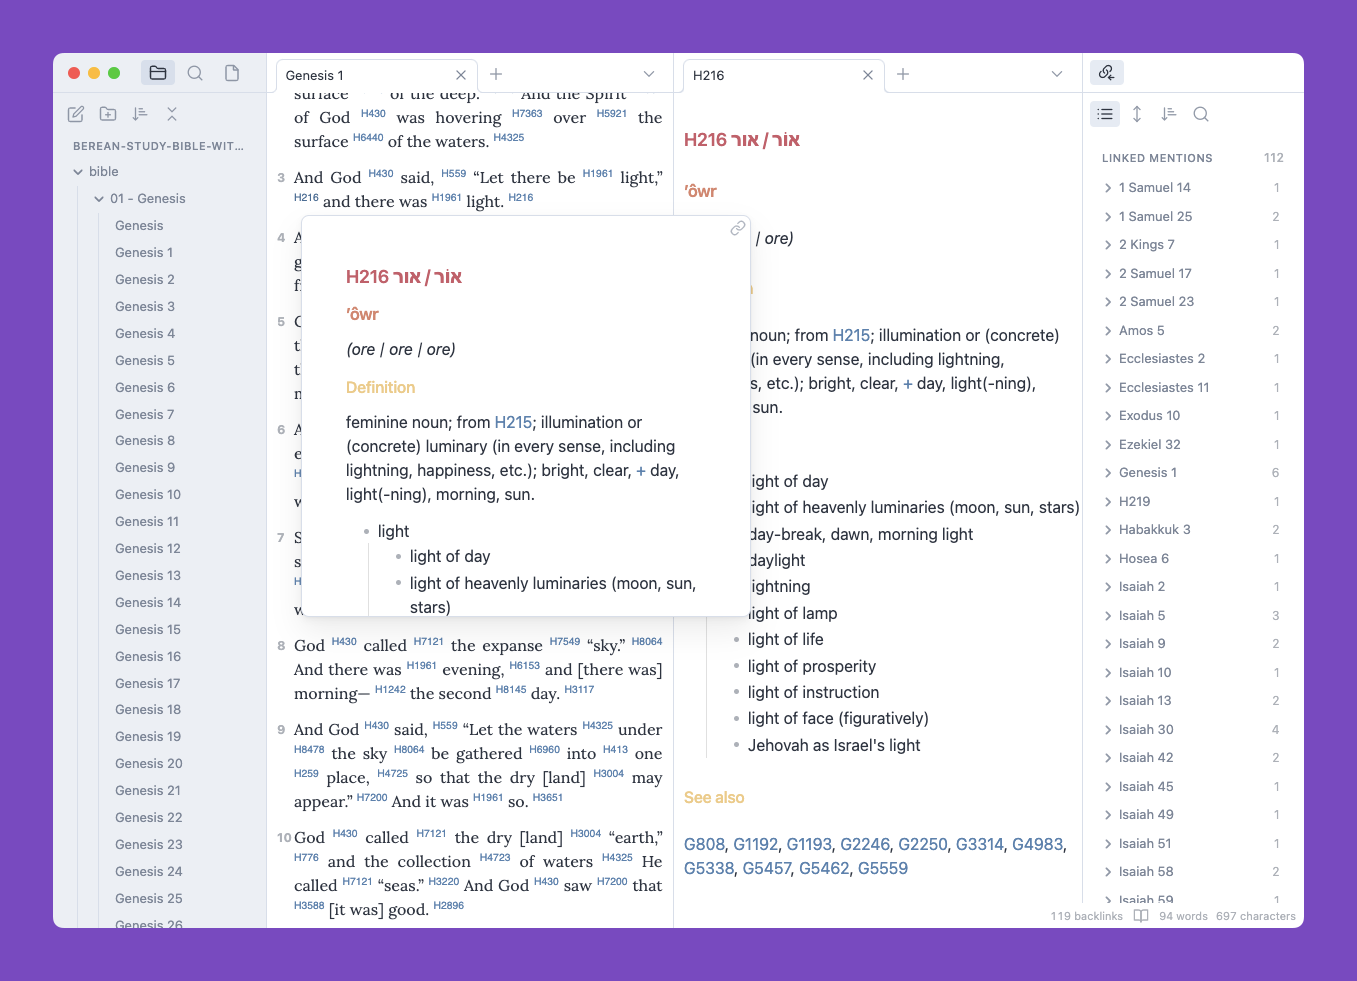 BEREAN-STUDY-BIBLE-WIT...
bible
01 - Genesis
Genesis
Genesis 1
Genesis 2
Genesis 3
Genesis 4
Genesis 5
Genesis 6
Genesis 7
Genesis 8
Genesis 9
Genesis 10
Genesis 11
Genesis 12
Genesis 13
Genesis 14
Genesis 15
Genesis 16
Genesis 17
Genesis 18
Genesis 19
Genesis 20
Genesis 21
Genesis 22
Genesis 23
Genesis 24
Genesis 25
Genesis 26
Genesis 1
surface of the deep. And the Spirit
of God H430 was hovering H7363 over H5921 the
surface H6440 of the waters. H4325
3 And God H430 said, H559 “Let there be H1961 light,”
H216 and there was H1961 light. H216
4
5
6
7
8 God H430 called H7121 the expanse H7549 “sky.” H8064
And there was H1961 evening, H6153 and [there was]
morning— H1242 the second H8145 day. H3117
9 And God H430 said, H559 “Let the waters H4325 under
H8478 the sky H8064 be gathered H6960 into H413 one
H259 place, H4725 so that the dry [land] H3004 may
appear.” H7200 And it was H1961 so. H3651
10 God H430 called H7121 the dry [land] H3004 “earth,”
H776 and the collection H4723 of waters H4325 He
called H7121 “seas.” H3220 And God H430 saw H7200 that
H3588 [it was] good. H2896
H216 אור / אוֹר
’ôwr
(ore | ore | ore)
Definition
feminine noun; from H215; illumination or
(concrete) luminary (in every sense, including
lightning, happiness, etc.); bright, clear, + day,
light(-ning), morning, sun.
light
light of day
light of heavenly luminaries (moon, sun,
stars)
H216
H216 אור / אוֹר
’ôwr
| ore)
noun; from H215; illumination or (concrete)
(in every sense, including lightning,
s, etc.); bright, clear, + day, light(-ning),
sun.
light of day
light of heavenly luminaries (moon, sun, stars)
day-break, dawn, morning light
daylight
lightning
light of lamp
light of life
light of prosperity
light of instruction
light of face (figuratively)
Jehovah as Israel's light
See also
G808, G1192, G1193, G2246, G2250, G3314, G4983,
G5338, G5457, G5462, G5559
LINKED MENTIONS 112
1 Samuel 14 1
1 Samuel 25 2
2 Kings 7 1
2 Samuel 17 1
2 Samuel 23 1
Amos 5 2
Ecclesiastes 2 1
Ecclesiastes 11 1
Exodus 10 1
Ezekiel 32 1
Genesis 1 6
H219 1
Habakkuk 3 2
Hosea 6 1
Isaiah 2 1
Isaiah 5 3
Isaiah 9 2
Isaiah 10 1
Isaiah 13 2
Isaiah 30 4
Isaiah 42 2
Isaiah 45 1
Isaiah 49 1
Isaiah 51 1
Isaiah 58 2
Isaiah 59 1
119 backlinks 94 words 697 characters